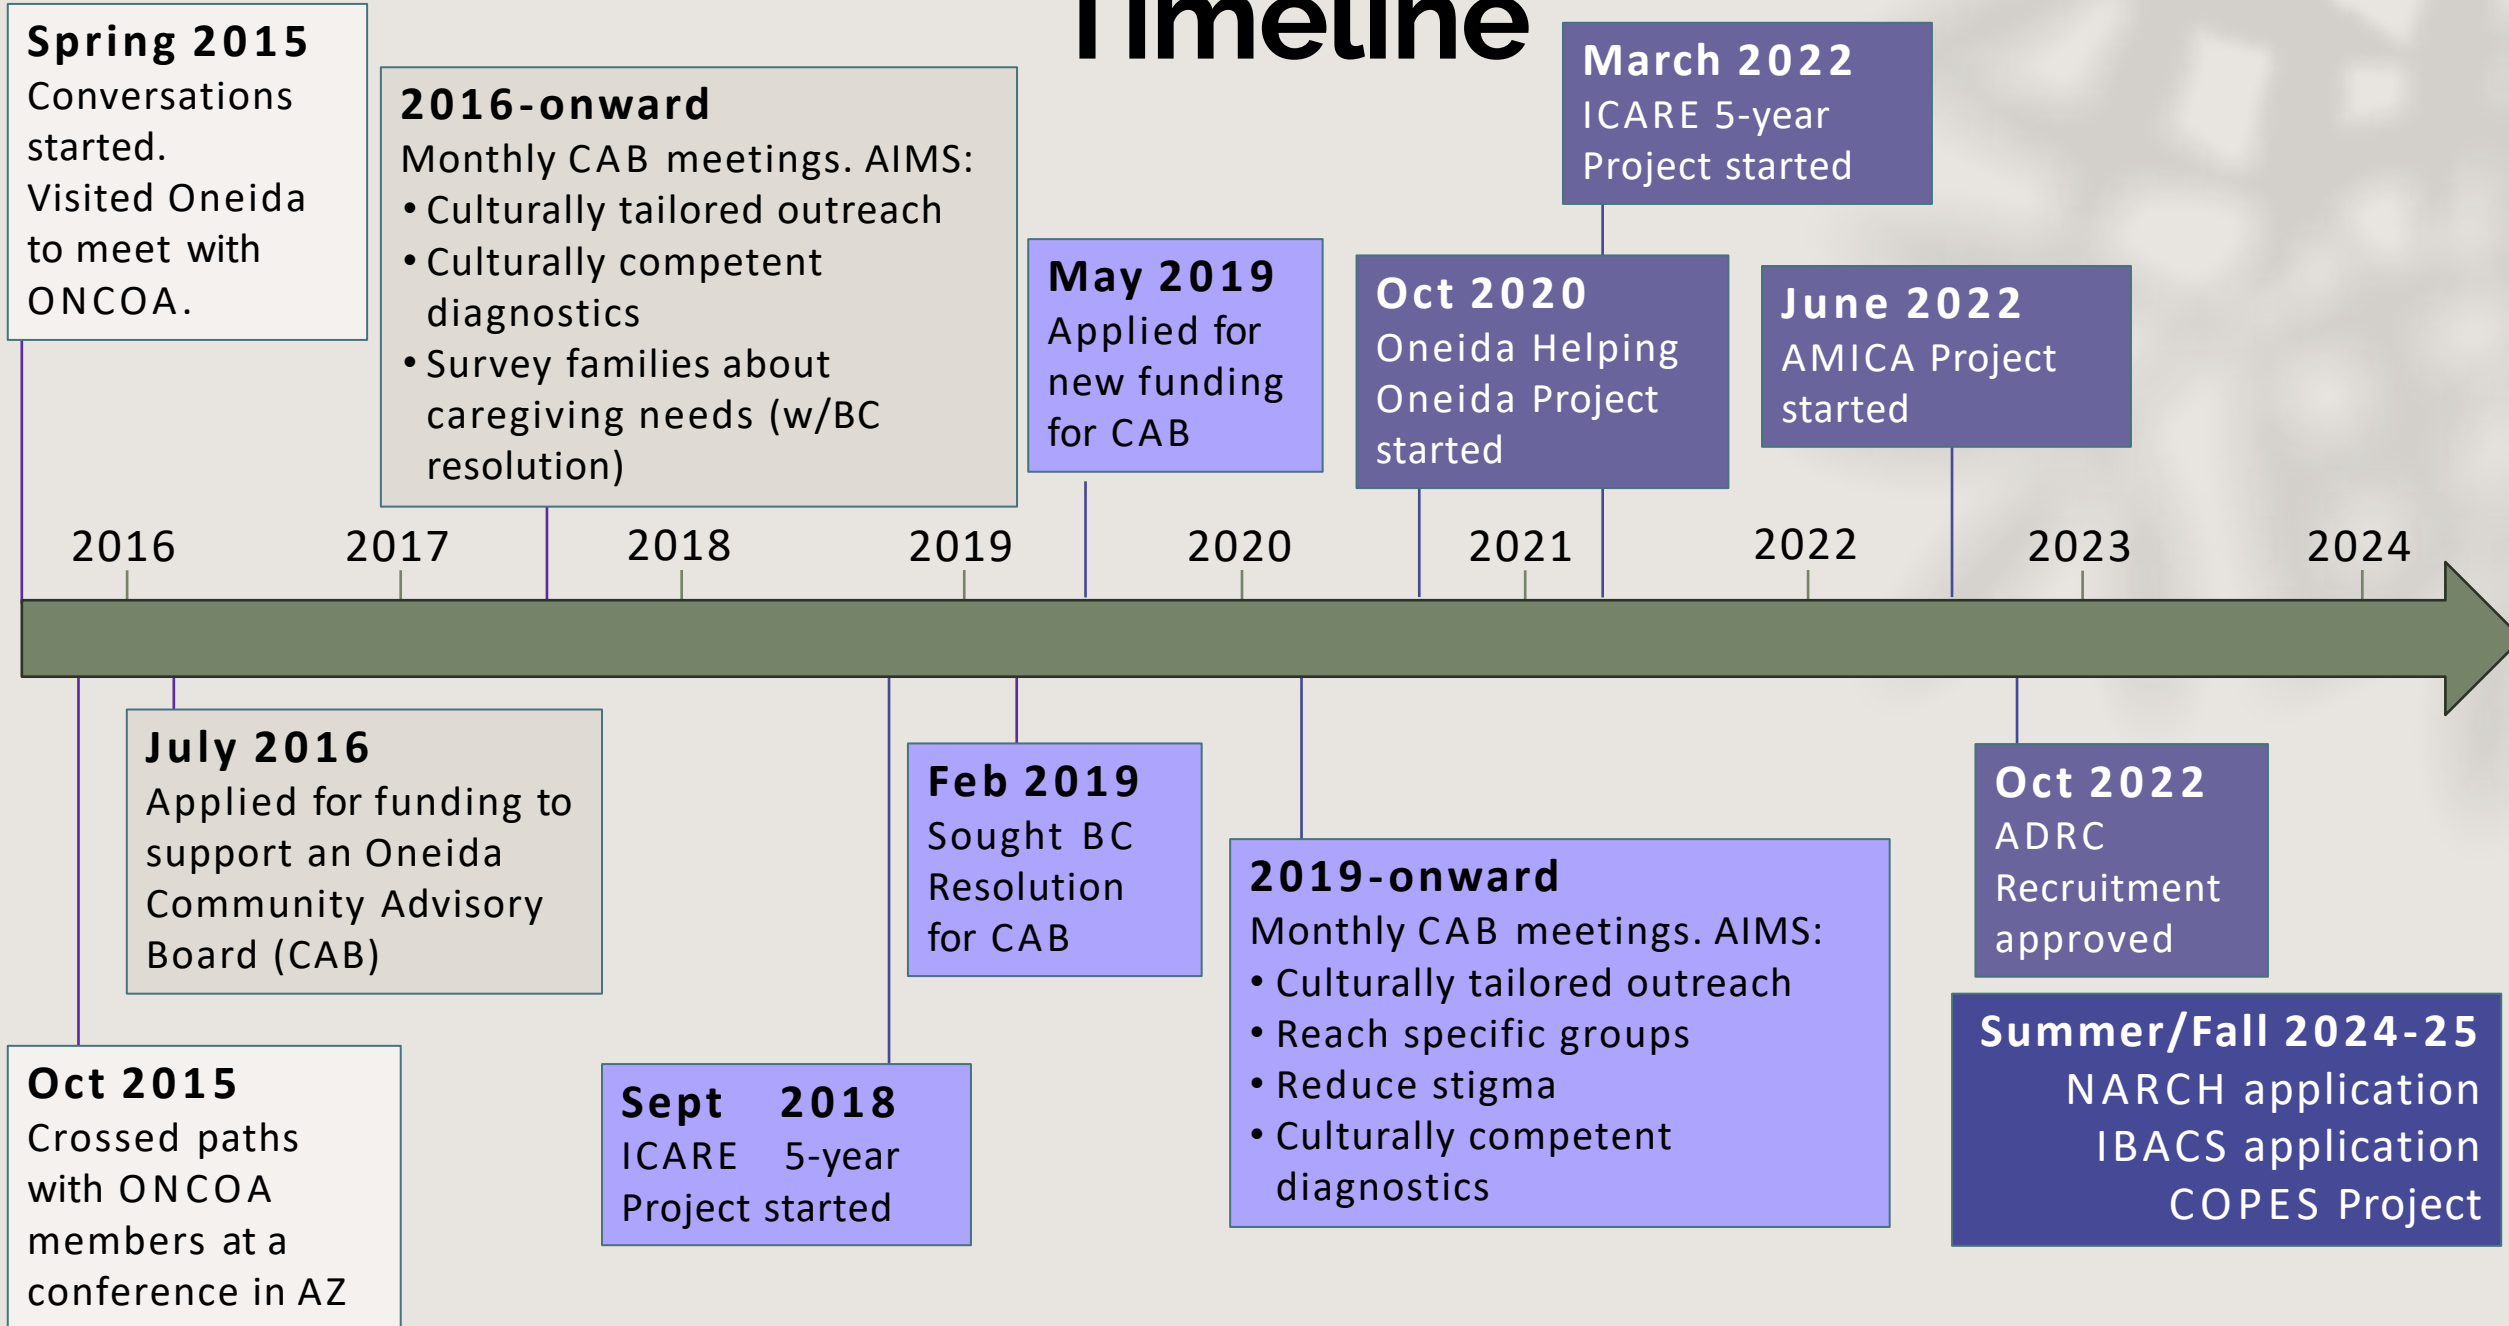 Timeline
Spring 2015
Conversations
started.
Visited Oneida
to meet with
ONCOA.
2016-onward
Monthly CAB meetings. AIMS:
• Culturally tailored outreach
• Culturally competent
diagnostics
• Survey families about
caregiving needs (w/BC
resolution)
May 2019
Applied for
new funding
for CAB
Oct 2020
Oneida Helping
Oneida Project
started
March 2022
ICARE 5-year
Project started
June 2022
AMICA Project
started
2016
2017
2018
2019
2020
2021
2022
2023
2024
July 2016
Applied for funding to
support an Oneida
Community Advisory
Board (CAB)
Oct 2015
Crossed paths
with ONCOA
members at a
conference in AZ
Sept 2018
ICARE 5-year
Project started
Feb 2019
Sought BC
Resolution
for CAB
2019-onward
Monthly CAB meetings. AIMS:
• Culturally tailored outreach
• Reach specific groups
• Reduce stigma
• Culturally competent
diagnostics
Oct 2022
ADRC
Recruitment
approved
Summer/Fall 2024-25
NARCH application
IBACS application
COPES Project